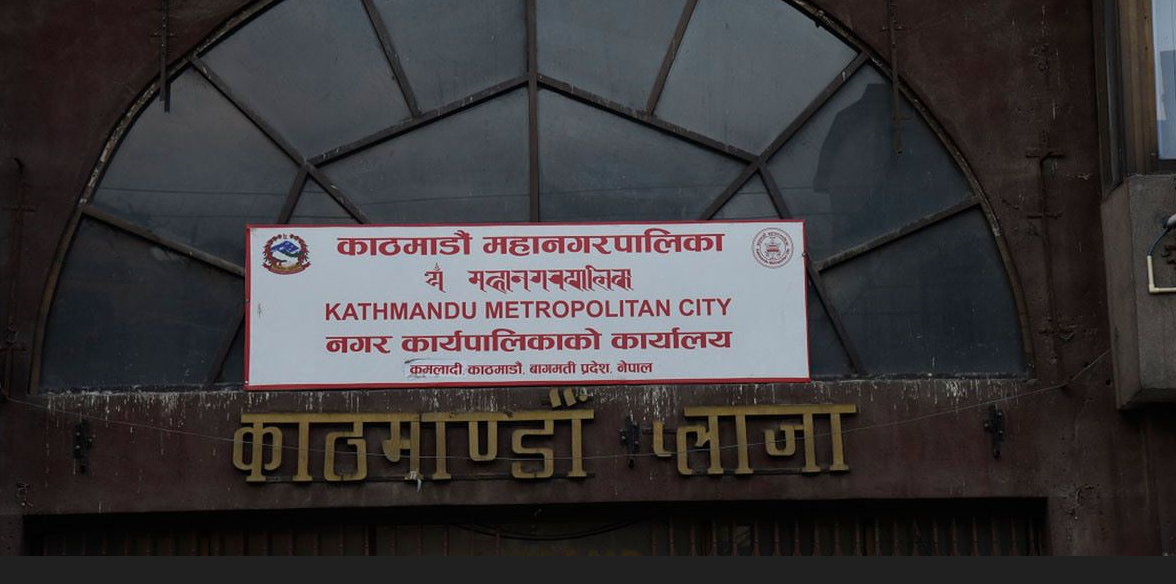 काठमाडौं महानगरपालिका
महानगरपालिका
KATHMANDU METROPOLITAN CITY
नगर कार्यपालिकाको कार्यालय
कमलादी काठमाडौं, बागमती प्रदेश, नेपाल
काठमाण्डौं प्लाजा